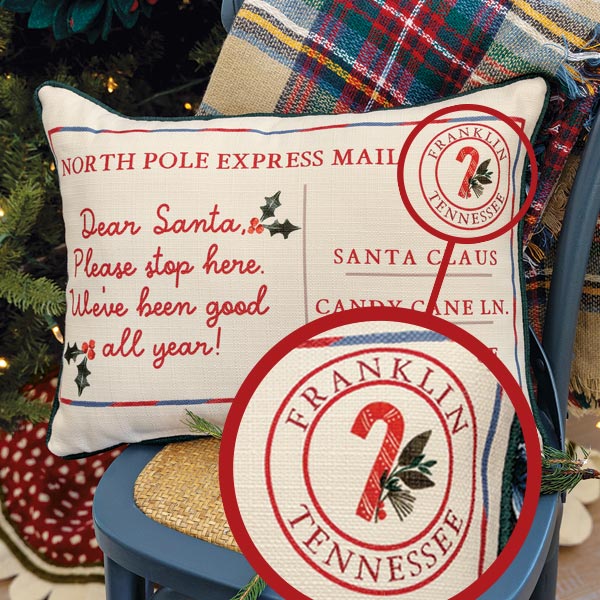 NORTH POLE EXPRESS MAIL
FRANKLIN
TENNESSEE
Dear Santa,
Please stop here.
We've been good
all year!
SANTA CLAUS
CANDY CANE LN.
FRANKLIN
TENNESSEE